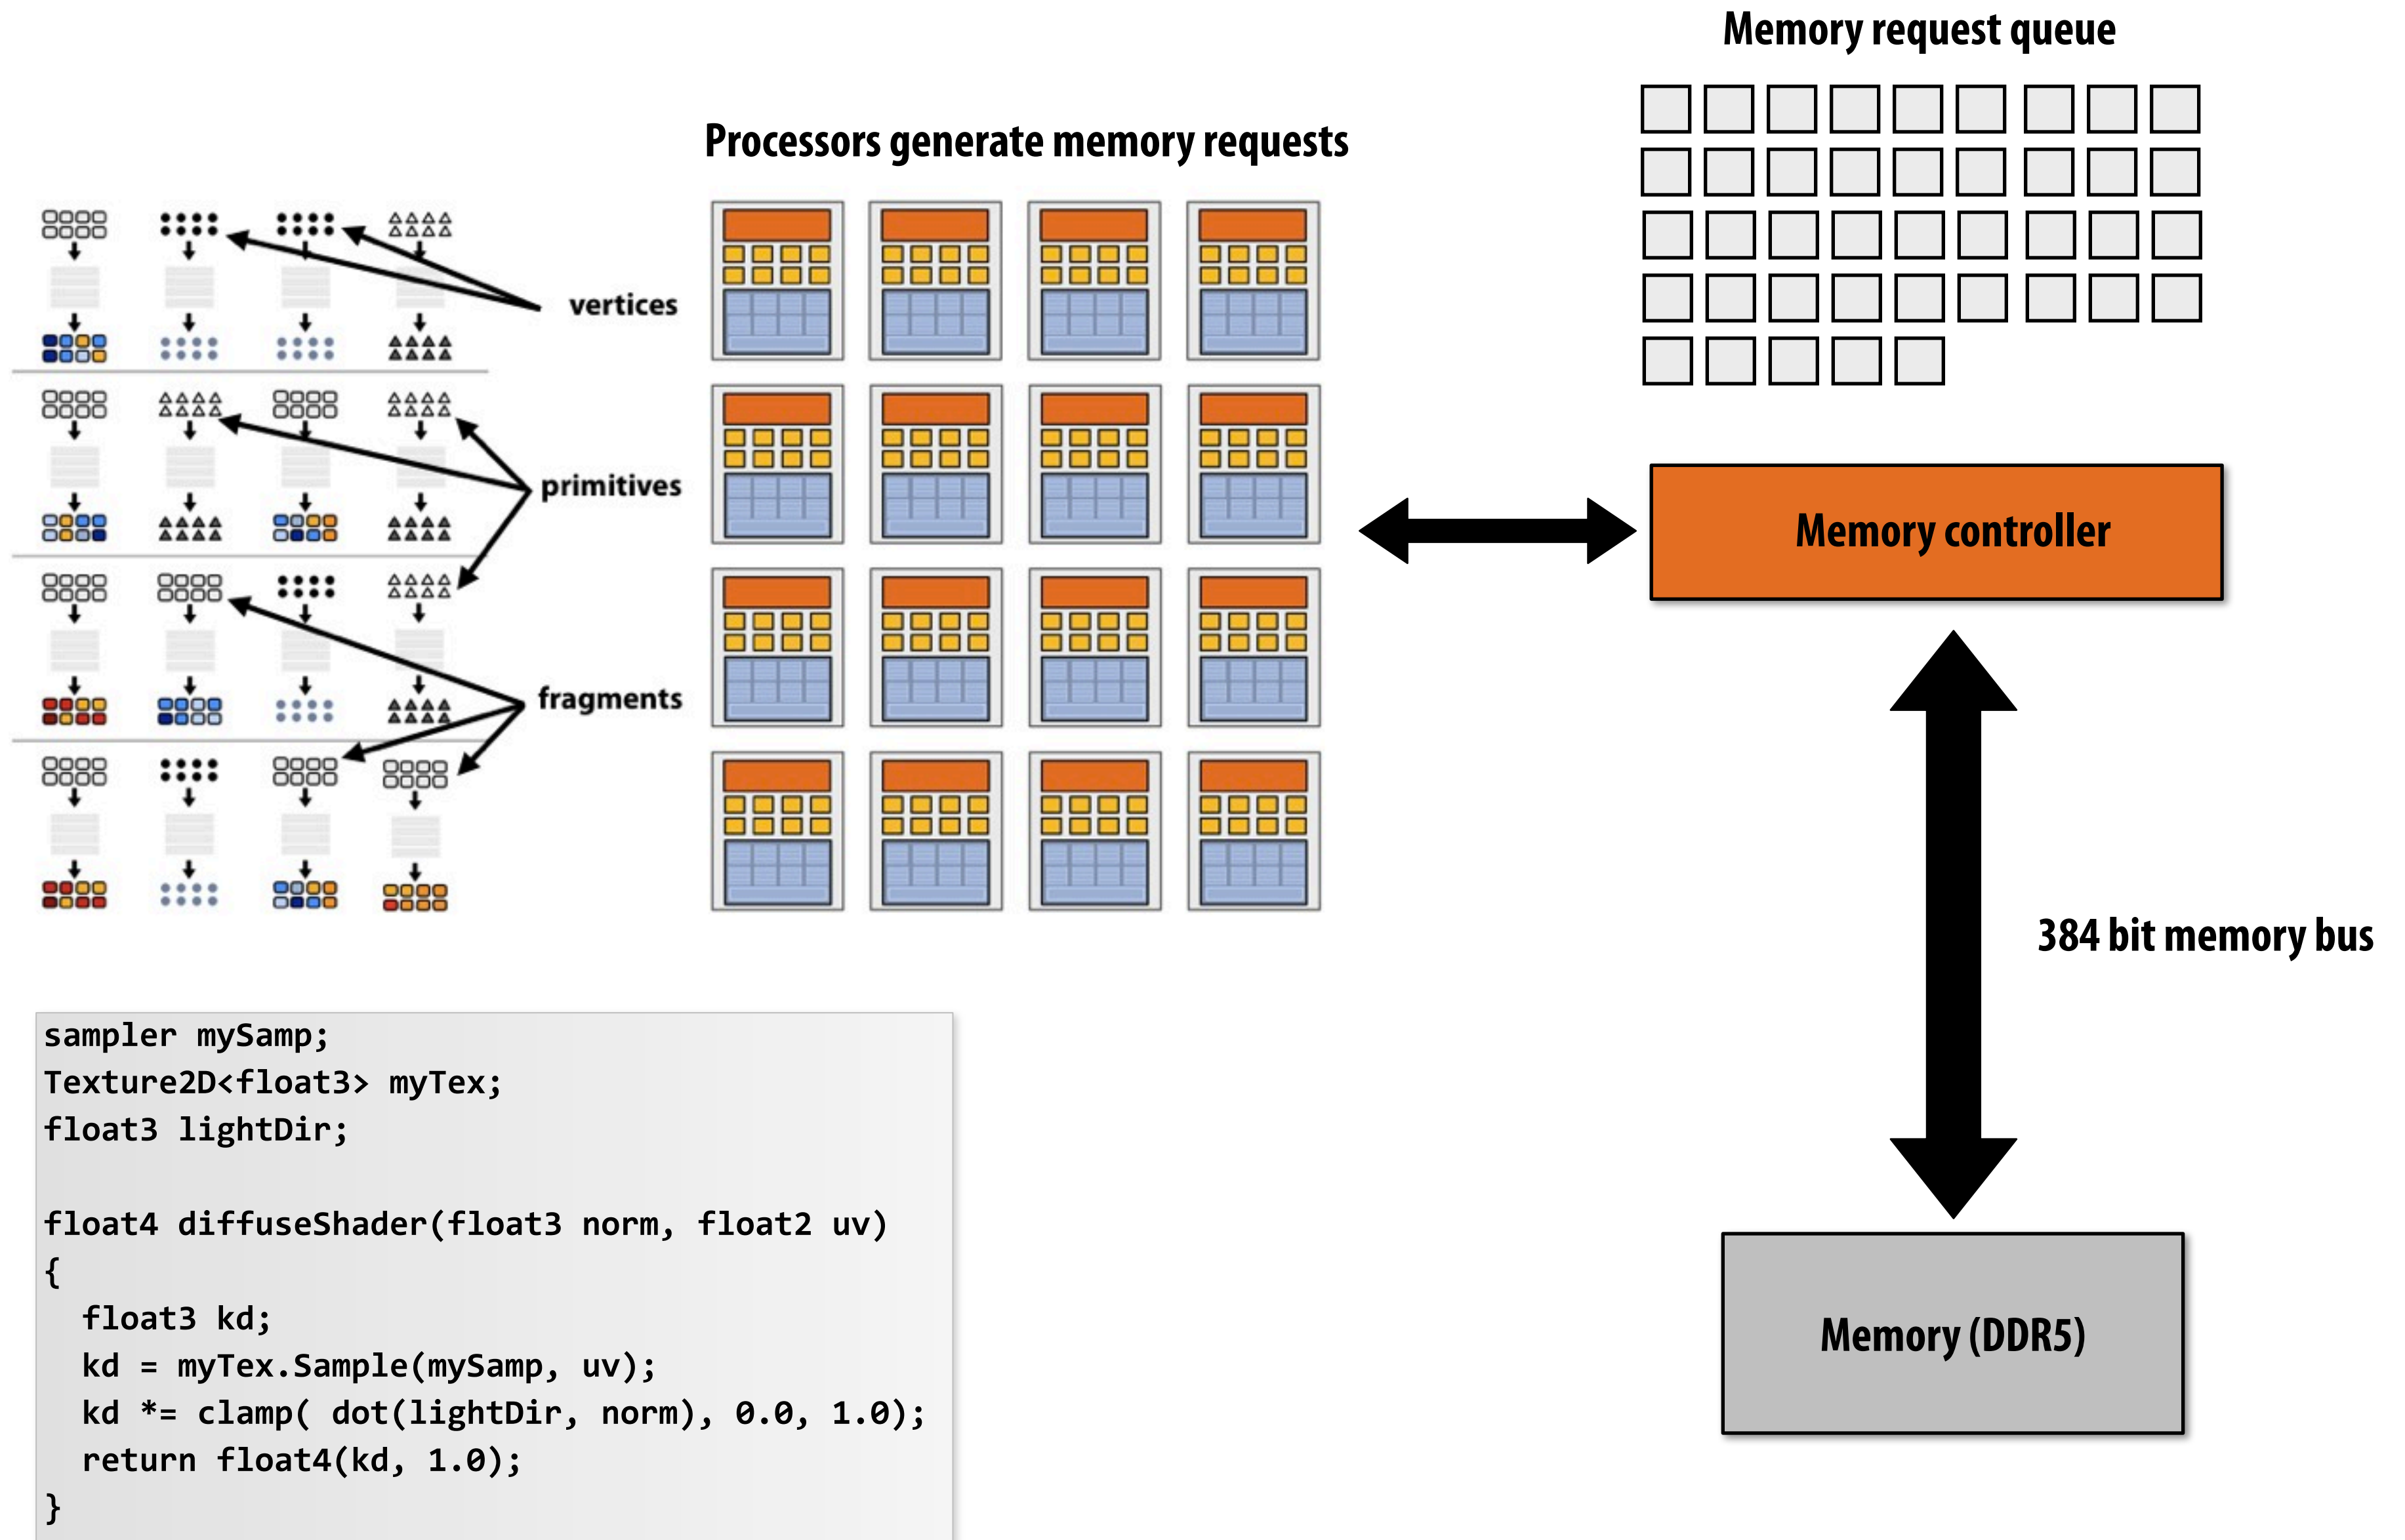 Memory request queue
Processors generate memory requests
vertices
primitives
fragments
Memory controller
384 bit memory bus
Memory (DDR5)
sampler mySamp;
Texture2D<float3> myTex;
float3 lightDir;
float4 diffuseShader(float3 norm, float2 uv)
{
  float3 kd;
  kd = myTex.Sample(mySamp, uv);
  kd *= clamp( dot(lightDir, norm), 0.0, 1.0);
  return float4(kd, 1.0);
}